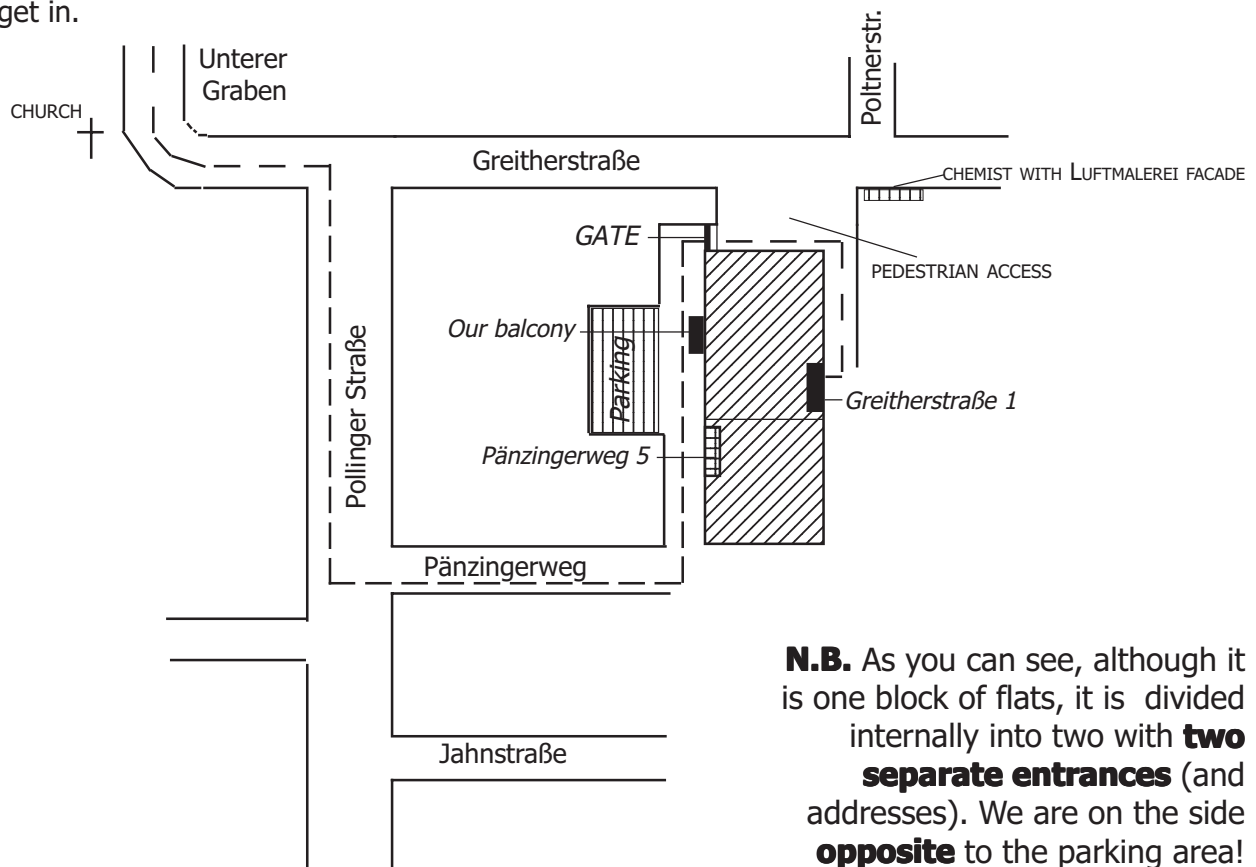 get in.
Poltnerstr.
Unterer
Graben
CHURCH
Greitherstraße
CHEMIST WITH LUFTMALEREI FACADE
GATE
PEDESTRIAN ACCESS
Our balcony
Parking
Pollinger Straße
Greitherstraße 1
Pänzingerweg 5
Pänzingerweg
N.B. As you can see, although it
is one block of flats, it is divided
internally into two with two
separate entrances (and
addresses). We are on the side
opposite to the parking area!
Jahnstraße